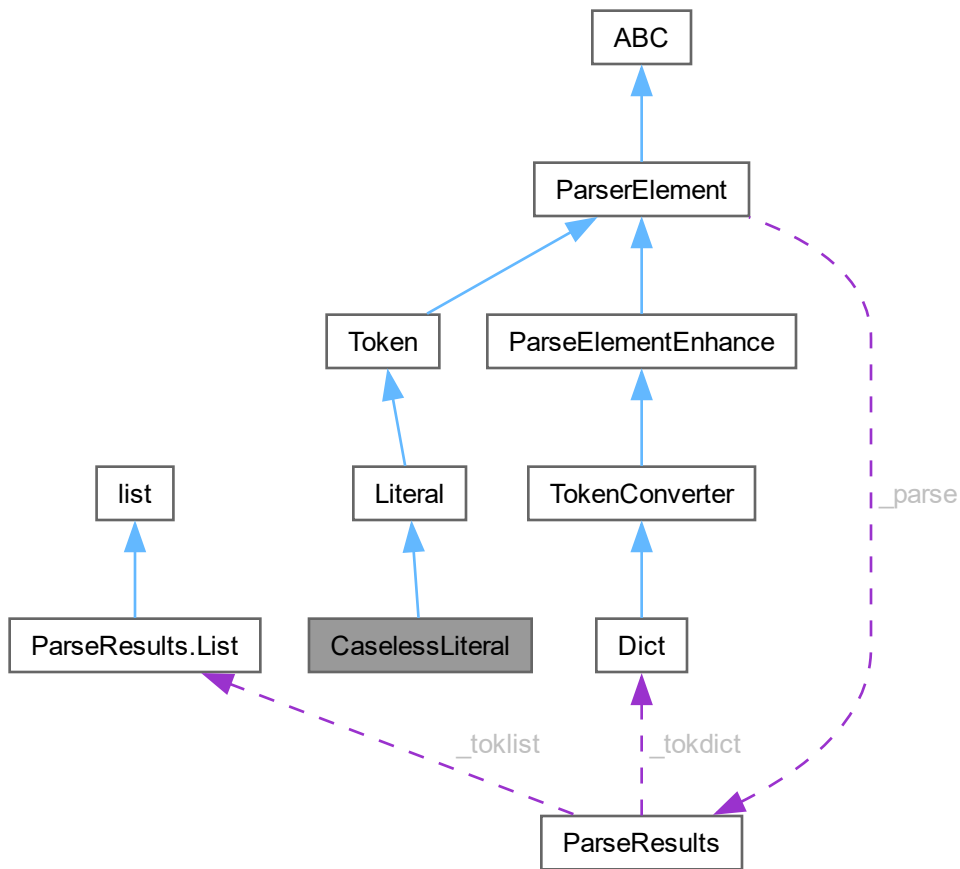 ABC
ParserElement
Token
ParseElementEnhance
list
Literal
TokenConverter
_parse
ParseResults.List
CaselessLiteral
Dict
_toklist
_tokdict
ParseResults